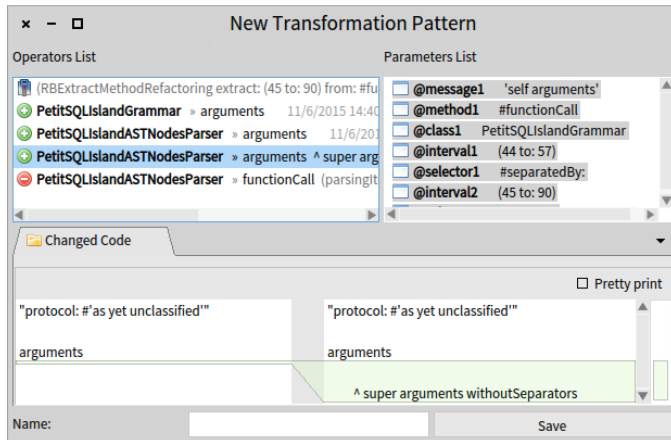 New Transformation Pattern
Operators List
Parameters List
(RBExtractMethodRefactoring extract: (45 to: 90) from: #fu
PetitSQLIslandGrammar » arguments 11/6/2015 14:40
PetitSQLIslandASTNodesParser » arguments 11/6/201
PetitSQLIslandASTNodesParser » arguments ^ super arg
PetitSQLIslandASTNodesParser » functionCall (parsingIt
@message1 'self arguments'
@method1 #functionCall
@class1 PetitSQLIslandGrammar
@interval1 (44 to: 57)
@selector1 #separatedBy:
@interval2 (45 to: 90)
Changed Code
Pretty print
"protocol: #'as yet unclassified'"
arguments
"protocol: #'as yet unclassified'"
arguments
^ super arguments withoutSeparators
Name:
Save